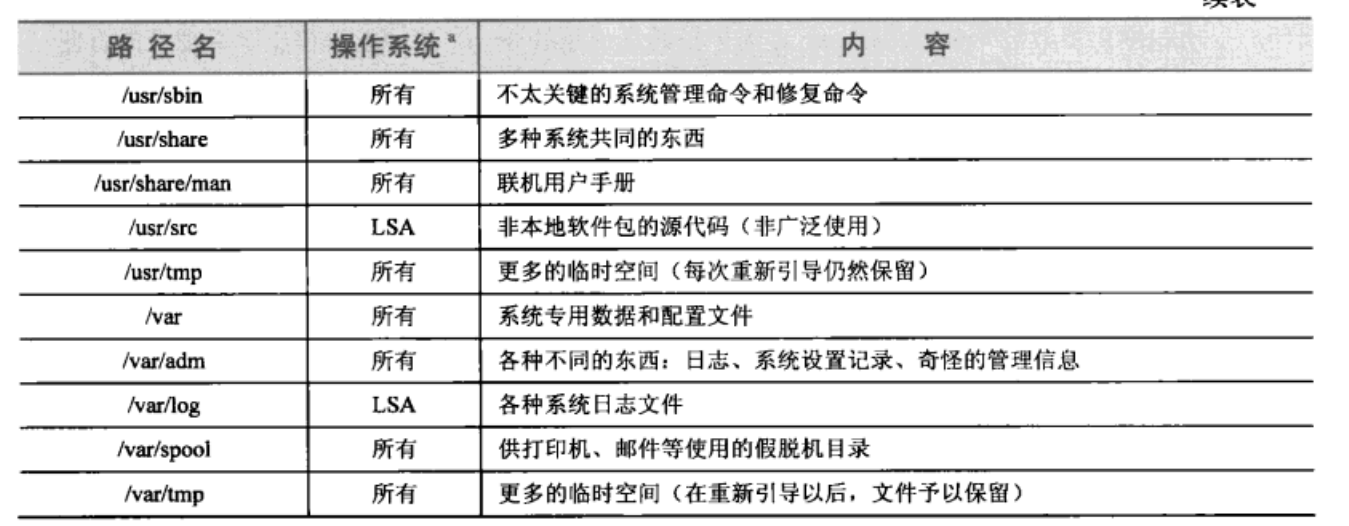 续表
路 径 名 操作系统 a 内 容
/usr/sbin 所有 不太关键的系统管理命令和修复命令
/usr/share 所有 多种系统共同的东西
/usr/share/man 所有 联机用户手册
/usr/src LSA 非本地软件包的源代码（非广泛使用）
/usr/tmp 所有 更多的临时空间（每次重新引导仍然保留）
/var 所有 系统专用数据和配置文件
/var/adm 所有 各种不同的东西：日志、系统设置记录、奇怪的管理信息
/var/log LSA 各种系统日志文件
/var/spool 所有 供打印机、邮件等使用的假脱机目录
/var/tmp 所有 更多的临时空间（在重新引导以后，文件予以保留）